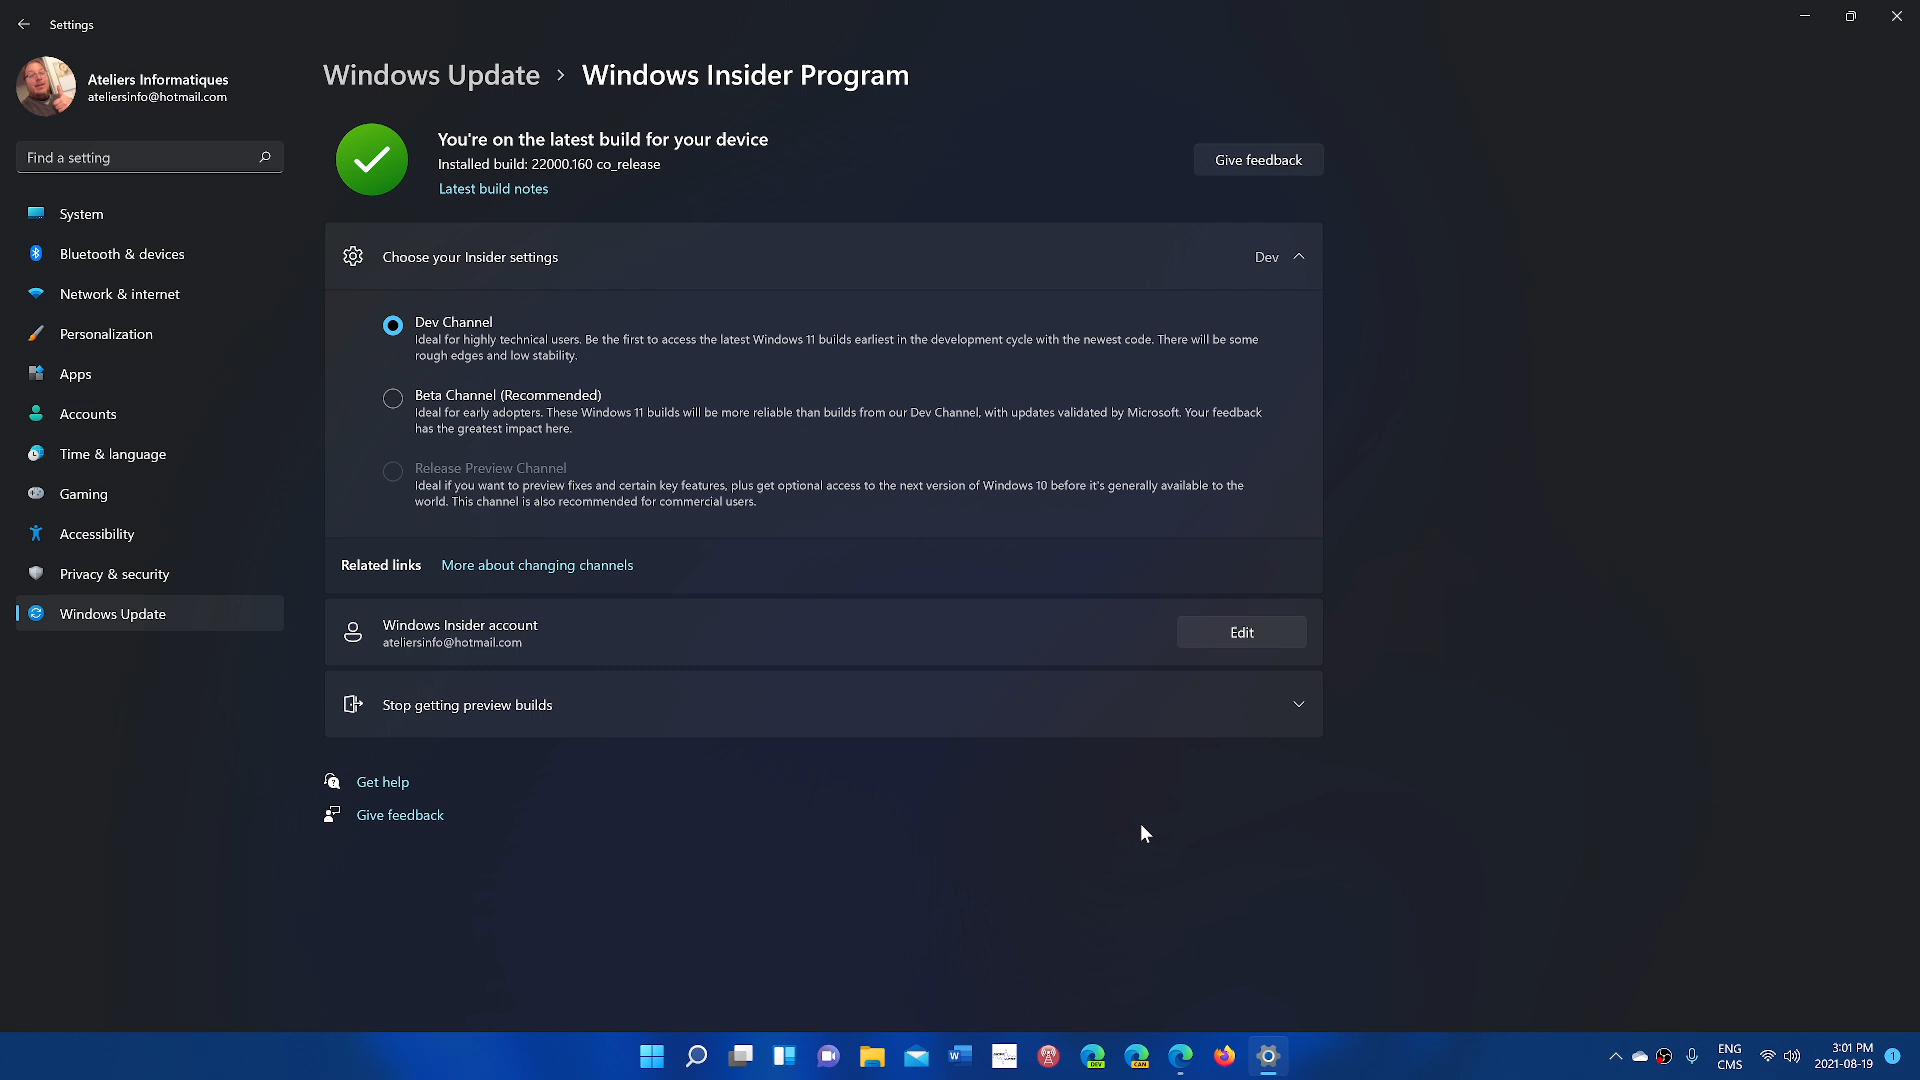 Settings
Ateliers Informatiques
ateliersinfo@hotmail.com
Find a setting
System
Bluetooth & devices
Network & internet
Personalization
Apps
Accounts
Time & language
Gaming
Accessibility
Privacy & security
Windows Update
Windows Update > Windows Insider Program
You're on the latest build for your device
Installed build: 22000.160 co_release
Latest build notes
Give feedback
Choose your Insider settings
Dev
Dev Channel
Ideal for highly technical users. Be the first to access the latest Windows 11 builds earliest in the development cycle with the newest code. There will be some
rough edges and low stability.
Beta Channel (Recommended)
Ideal for early adopters. These Windows 11 builds will be more reliable than builds from our Dev Channel, with updates validated by Microsoft. Your feedback
has the greatest impact here.
Release Preview Channel
Ideal if you want to preview fixes and certain key features, plus get optional access to the next version of Windows 10 before it's generally available to the
world. This channel is also recommended for commercial users.
Related links More about changing channels
Windows Insider account
ateliersinfo@hotmail.com
Edit
Stop getting preview builds
Get help
Give feedback
W
DEV
CAN
ENG
CMS
3:01 PM
2021-08-19
1